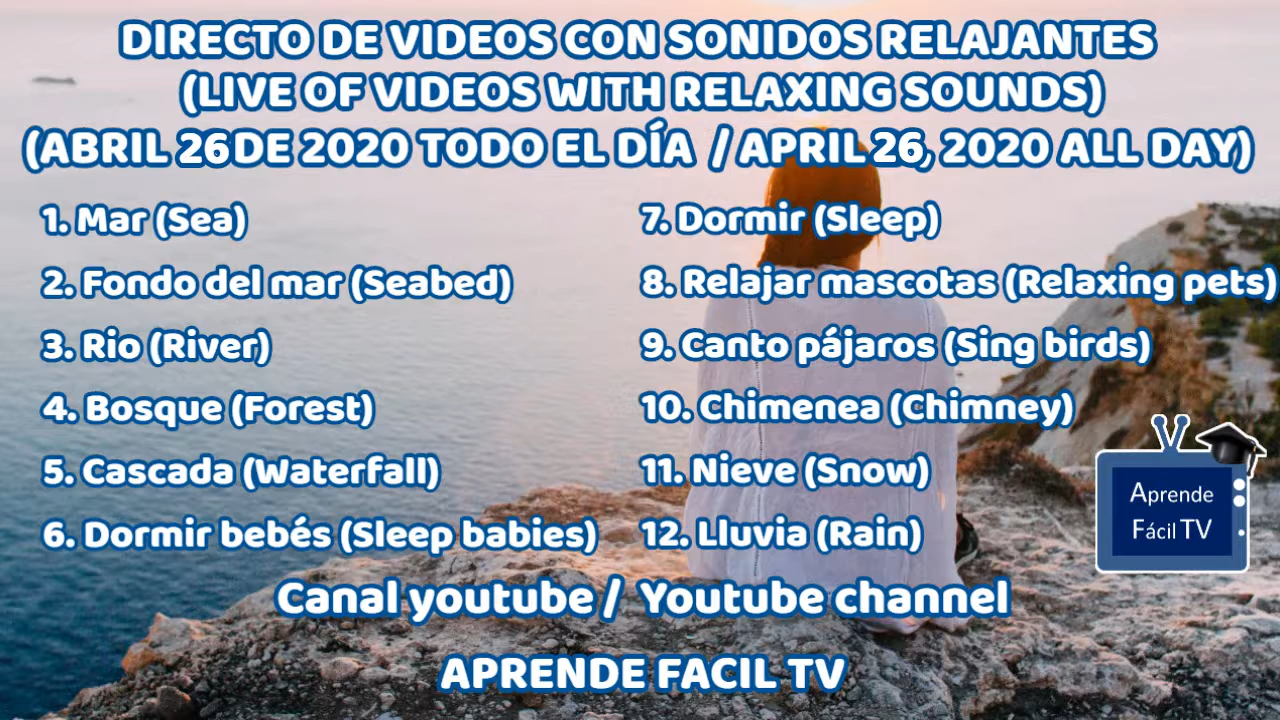 DIRECTO DE VIDEOS CON SONIDOS RELAJANTES
(LIVE OF VIDEOS WITH RELAXING SOUNDS)
(ABRIL 26 DE 2020 TODO EL DÍA / APRIL 26, 2020 ALL DAY)
1. Mar (Sea)
2. Fondo del mar (Seabed)
3. Rio (River)
4. Bosque (Forest)
5. Cascada (Waterfall)
6. Dormir bebés (Sleep babies)
7. Dormir (Sleep)
8. Relajar mascotas (Relaxing pets)
9. Canto pájaros (Sing birds)
10. Chimenea (Chimney)
11. Nieve (Snow)
12. Lluvia (Rain)
Aprende
Fácil TV
Canal youtube / Youtube channel
APRENDE FACIL TV